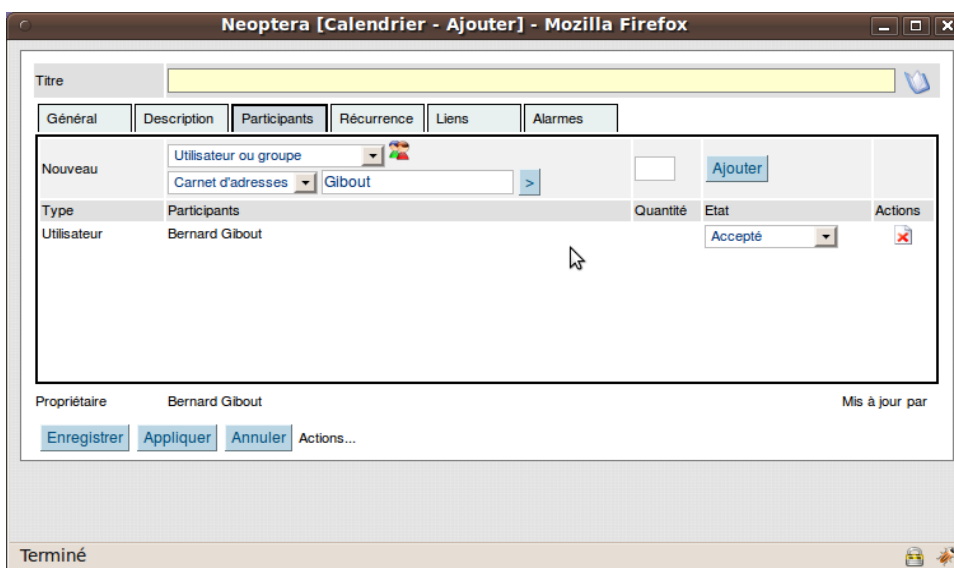 Neoptera [Calendrier - Ajouter] - Mozilla Firefox
Titre
Général Description Participants Récurrence Liens Alarmes
Nouveau
Utilisateur ou groupe
Carnet d'adresses Gibout > Ajouter
Type Participants Quantité Etat Actions
Utilisateur Bernard Gibout Accepté
Propriétaire Bernard Gibout Mis à jour par
Enregistrer Appliquer Annuler Actions...
Terminé